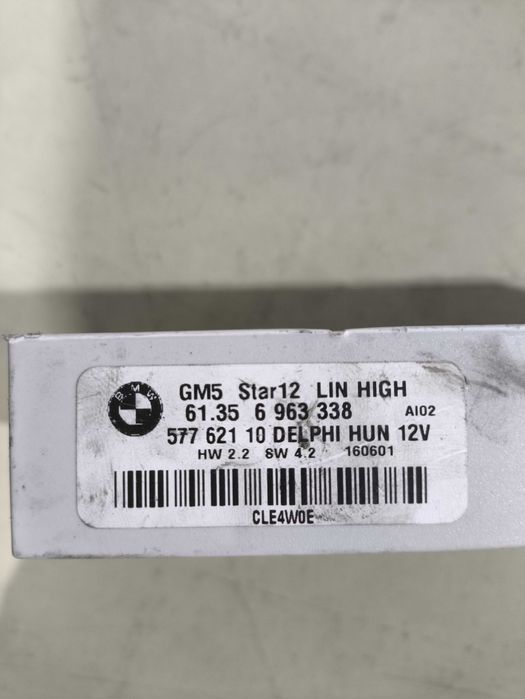 BMW
GM5 Star12 LIN HIGH
61.35 6 963 338 AI02
577 621 10 DELPHI HUN 12V
HW 2.2 SW 4.2 160601
CLE4W0E